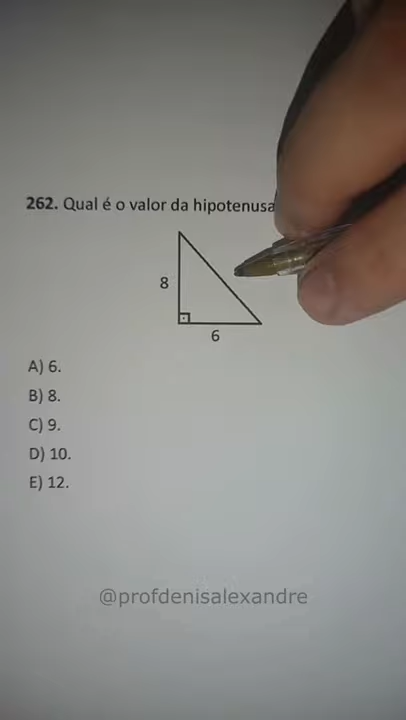 262. Qual é o valor da hipotenusa
8
6
A) 6.
B) 8.
C) 9.
D) 10.
E) 12.
@profdenisalexandre